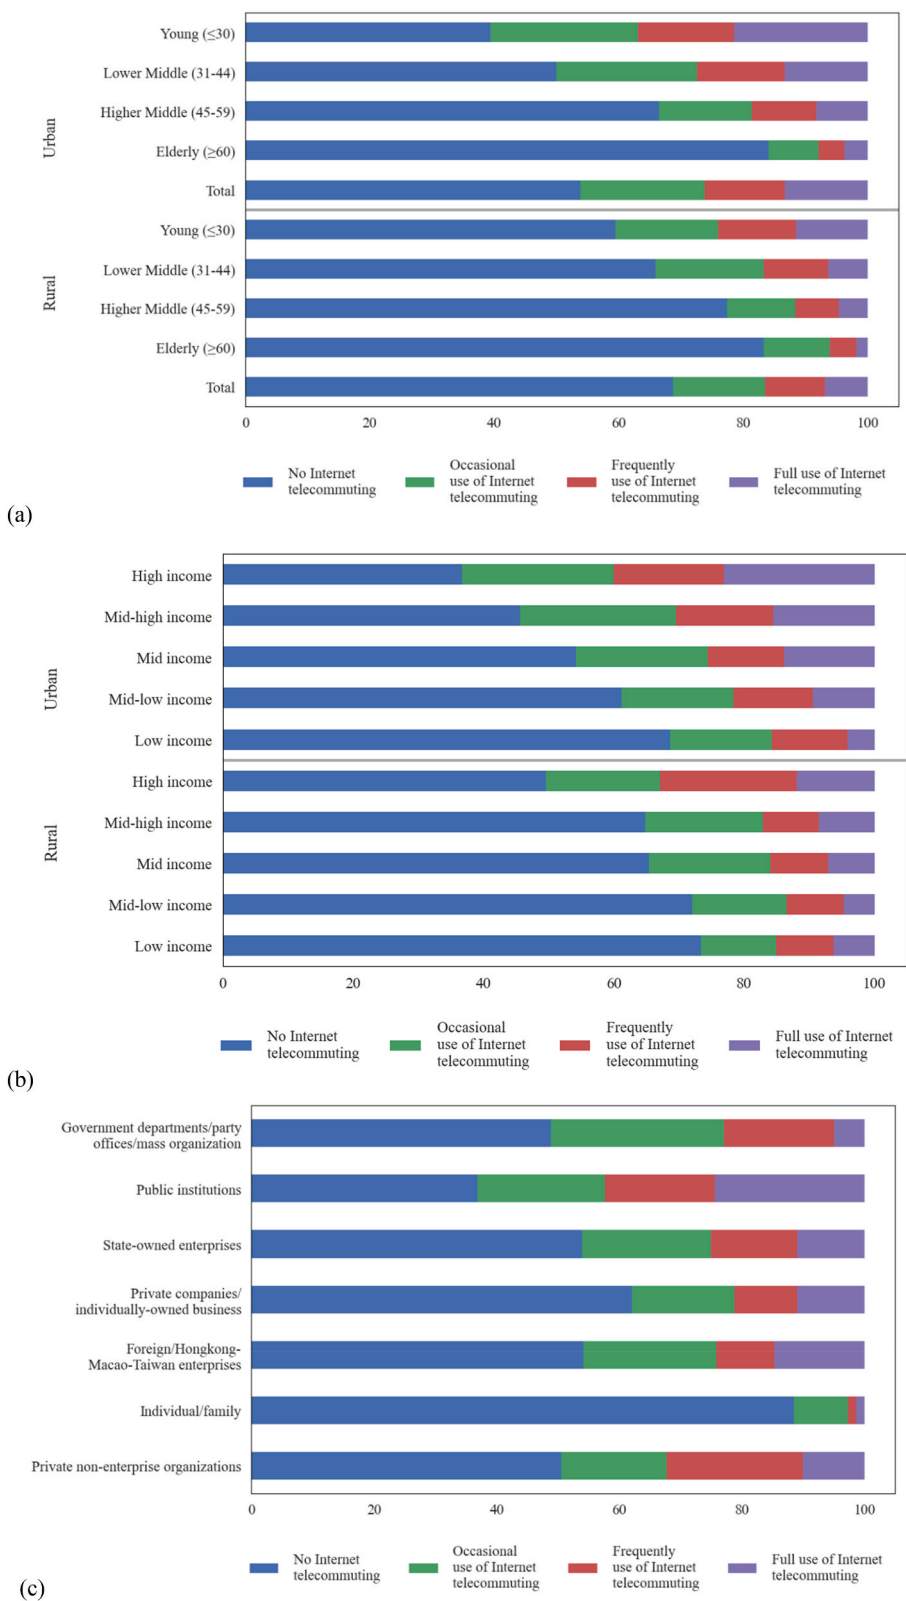 Young (≤30)
Lower Middle (31-44)
Higher Middle (45-59)
Elderly (≥60)
Total
Urban
Young (≤30)
Lower Middle (31-44)
Higher Middle (45-59)
Elderly (≥60)
Total
Rural
0 20 40 60 80 100
No Internet
telecommuting
Occasional
use of Internet
telecommuting
Frequently
use of Internet
telecommuting
Full use of Internet
telecommuting
(a)
High income
Mid-high income
Mid income
Mid-low income
Low income
Urban
High income
Mid-high income
Mid income
Mid-low income
Low income
Rural
0 20 40 60 80 100
No Internet
telecommuting
Occasional
use of Internet
telecommuting
Frequently
use of Internet
telecommuting
Full use of Internet
telecommuting
(b)
Government departments/party
offices/mass organization
Public institutions
State-owned enterprises
Private companies/
individually-owned business
Foreign/Hongkong-
Macao-Taiwan enterprises
Individual/family
Private non-enterprise organizations
0 20 40 60 80 100
No Internet
telecommuting
Occasional
use of Internet
telecommuting
Frequently
use of Internet
telecommuting
Full use of Internet
telecommuting
(c)